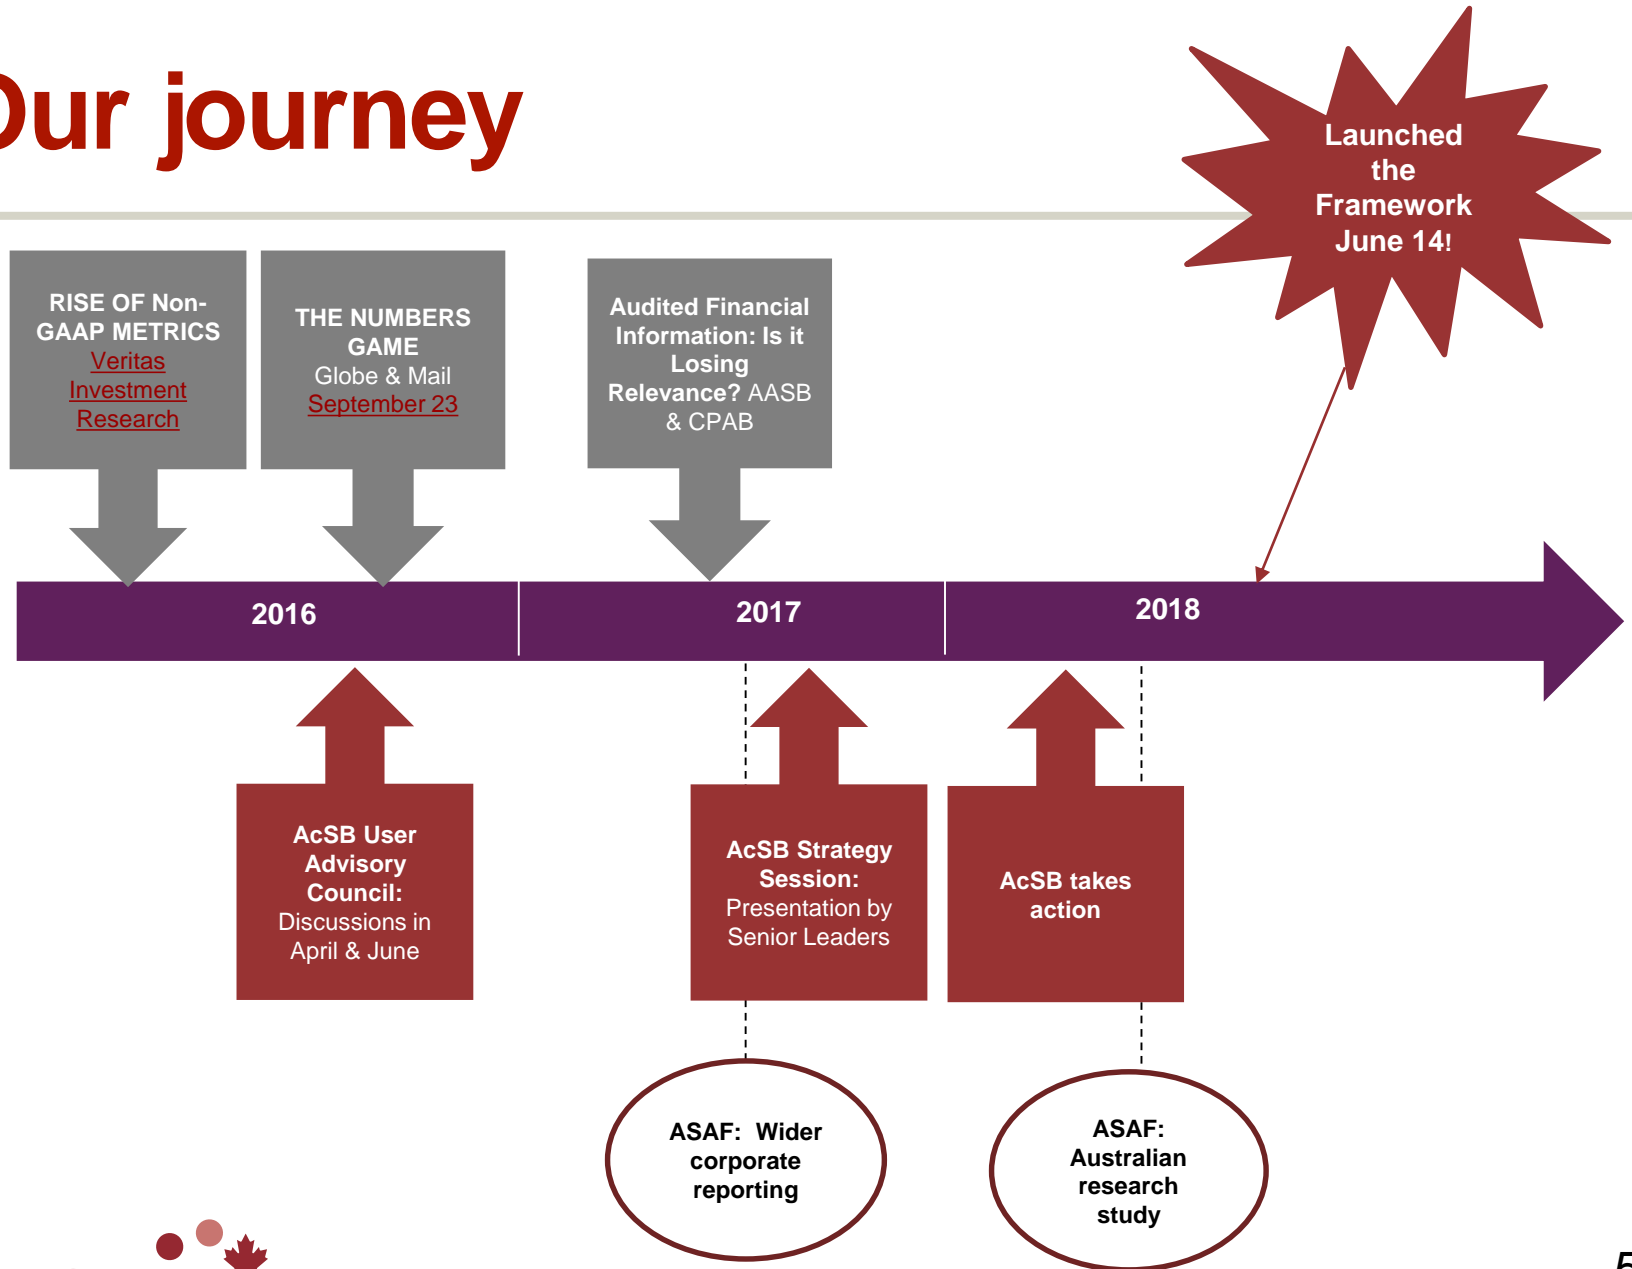 Our journey
Launched
the
Framework
June 14!
RISE OF Non-
GAAP METRICS
Veritas
Investment
Research
THE NUMBERS
GAME
Globe & Mail
September 23
Audited Financial
Information: Is it
Losing
Relevance? AASB
& CPAB
2016
2017
2018
AcSB User
Advisory
Council:
Discussions in
April & June
AcSB Strategy
Session:
Presentation by
Senior Leaders
AcSB takes
action
ASAF:  Wider
corporate
reporting
ASAF:
Australian
research
study
5